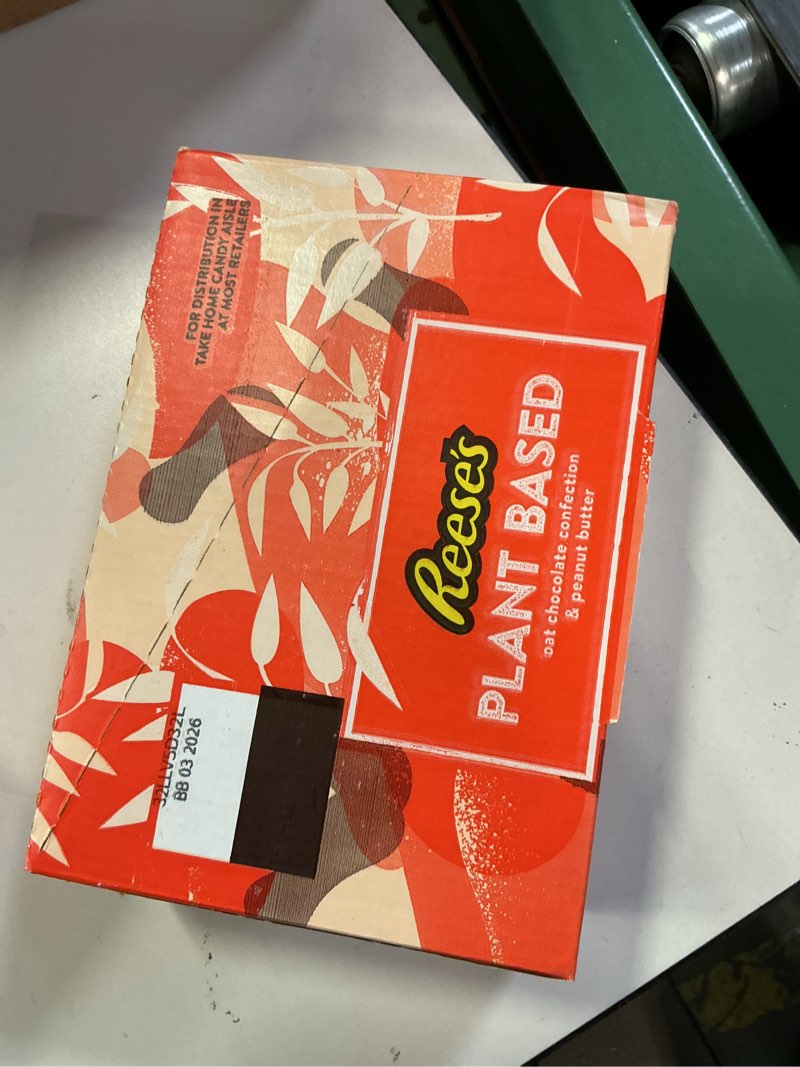 FOR DISTRIBUTION IN
TAKE HOME CANDY AISLE
AT MOST RETAILERS
Reese's
PLANT BASED
oat chocolate confection
& peanut butter
BB 03 2026